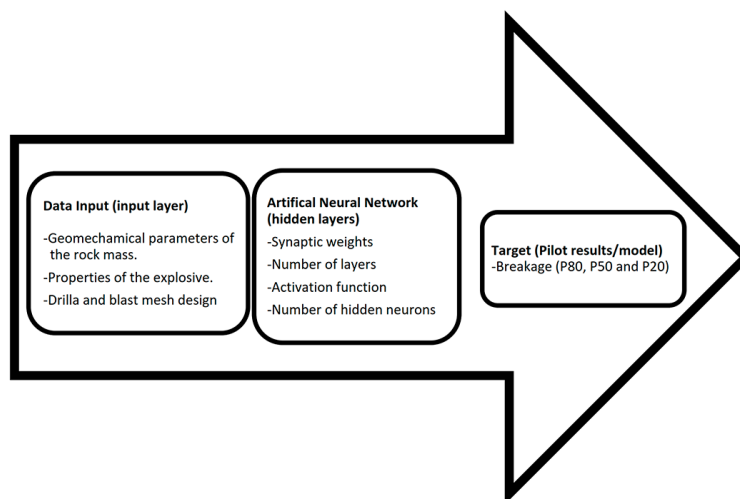 Data Input (input layer)
-Geomechamical parameters of
the rock mass.
-Properties of the explosive.
-Drilla and blast mesh design
Artifical Neural Network
(hidden layers)
-Synaptic weights
-Number of layers
-Activation function
-Number of hidden neurons
Target (Pilot results/model)
-Breakage (P80, P50 and P20)